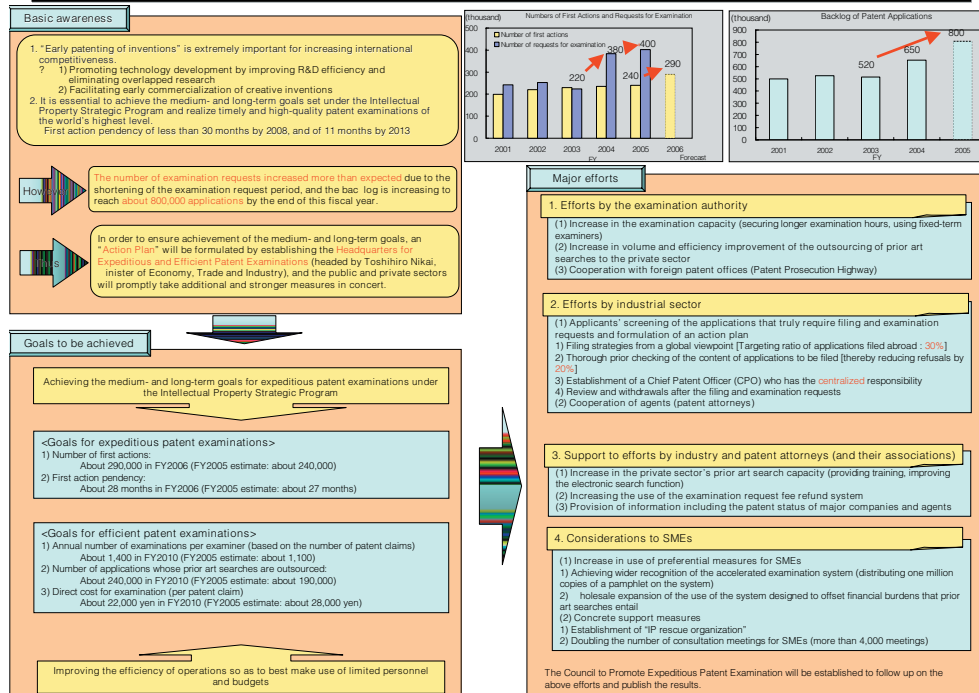 Basic awareness
1. “Early patenting of inventions” is extremely important for increasing international
competitiveness.
? 1) Promoting technology development by improving R&D efficiency and
eliminating overlapped research
2) Facilitating early commercialization of creative inventions
2. It is essential to achieve the medium- and long-term goals set under the Intellectual
Property Strategic Program and realize timely and high-quality patent examinations of
the world’s highest level.
First action pendency of less than 30 months by 2008, and of 11 months by 2013
The number of examination requests increased more than expected due to the
shortening of the examination request period, and the bac log is increasing to
reach about 800,000 applications by the end of this fiscal year.
In order to ensure achievement of the medium- and long-term goals, an
“Action Plan” will be formulated by establishing the Headquarters for
Expeditious and Efficient Patent Examinations (headed by Toshihiro Nikai,
inister of Economy, Trade and Industry), and the public and private sectors
will promptly take additional and stronger measures in concert.
Goals to be achieved
Achieving the medium- and long-term goals for expeditious patent examinations under
the Intellectual Property Strategic Program
<Goals for expeditious patent examinations>
1) Number of first actions:
About 290,000 in FY2006 (FY2005 estimate: about 240,000)
2) First action pendency:
About 28 months in FY2006 (FY2005 estimate: about 27 months)
<Goals for efficient patent examinations>
1) Annual number of examinations per examiner (based on the number of patent claims)
About 1,400 in FY2010 (FY2005 estimate: about 1,100)
2) Number of applications whose prior art searches are outsourced:
About 240,000 in FY2010 (FY2005 estimate: about 190,000)
3) Direct cost for examination (per patent claim)
About 22,000 yen in FY2010 (FY2005 estimate: about 28,000 yen)
Improving the efficiency of operations so as to best make use of limited personnel
and budgets
(thousand)
Numbers of First Actions and Requests for Examination
Number of first actions
Number of requests for examination
500
400
300
200
100
0
220
380
400
240
290
2001 2002 2003 2004 2005 2006
FY
Forecast
(thousand)
Backlog of Patent Applications
900
800
700
600
500
400
300
200
100
0
520
650
800
2001 2002 2003 2004 2005
FY
Major efforts
1. Efforts by the examination authority
(1) Increase in the examination capacity (securing longer examination hours, using fixed-term
examiners)
(2) Increase in volume and efficiency improvement of the outsourcing of prior art
searches to the private sector
(3) Cooperation with foreign patent offices (Patent Prosecution Highway)
2. Efforts by industrial sector
(1) Applicants’ screening of the applications that truly require filing and examination
requests and formulation of an action plan
1) Filing strategies from a global viewpoint [Targeting ratio of applications filed abroad : 30%]
2) Thorough prior checking of the content of applications to be filed [thereby reducing refusals by
20%]
3) Establishment of a Chief Patent Officer (CPO) who has the centralized responsibility
4) Review and withdrawals after the filing and examination requests
(2) Cooperation of agents (patent attorneys)
3. Support to efforts by industry and patent attorneys (and their associations)
(1) Increase in the private sector’s prior art search capacity (providing training, improving
the electronic search function)
(2) Increasing the use of the examination request fee refund system
(3) Provision of information including the patent status of major companies and agents
4. Considerations to SMEs
(1) Increase in use of preferential measures for SMEs
1) Achieving wider recognition of the accelerated examination system (distributing one million
copies of a pamphlet on the system)
2) holesale expansion of the use of the system designed to offset financial burdens that prior
art searches entail
(2) Concrete support measures
1) Establishment of “IP rescue organization”
2) Doubling the number of consultation meetings for SMEs (more than 4,000 meetings)
The Council to Promote Expeditious Patent Examination will be established to follow up on the
above efforts and publish the results.